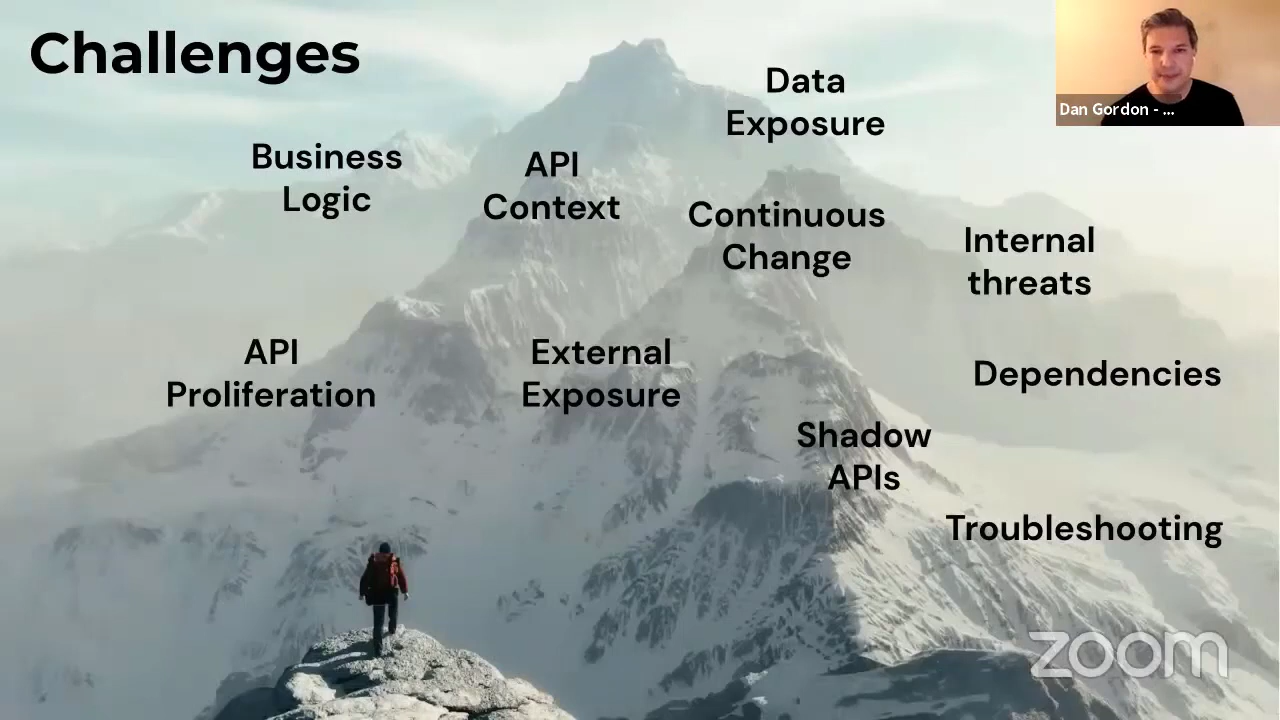 Challenges
Data
Exposure
Dan Gordon - ...
Business
Logic
API
Context
Continuous
Change
Internal
threats
API
Proliferation
External
Exposure
Dependencies
Shadow
APIs
Troubleshooting
zoom